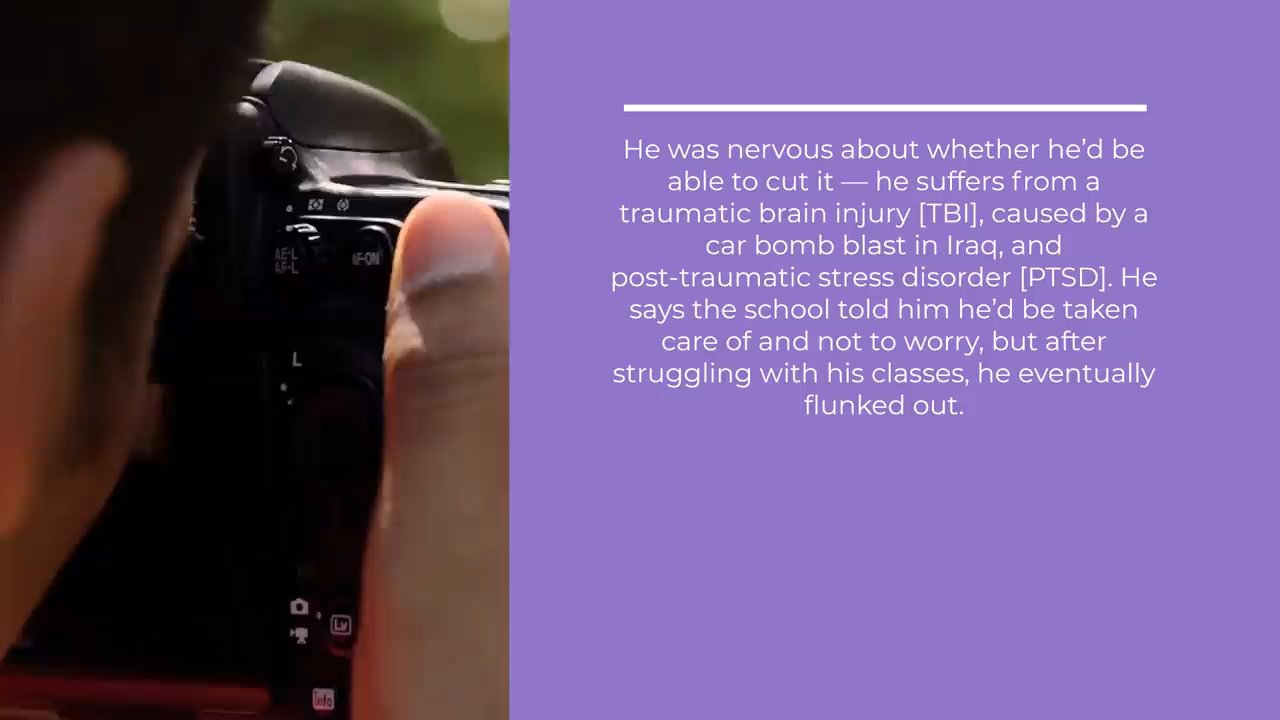 He was nervous about whether he’d be
able to cut it — he suffers from a
traumatic brain injury [TBI], caused by a
car bomb blast in Iraq, and
post-traumatic stress disorder [PTSD]. He
says the school told him he’d be taken
care of and not to worry, but after
struggling with his classes, he eventually
flunked out.
AE-L
AF-L
AF-ON
L
Lv
info